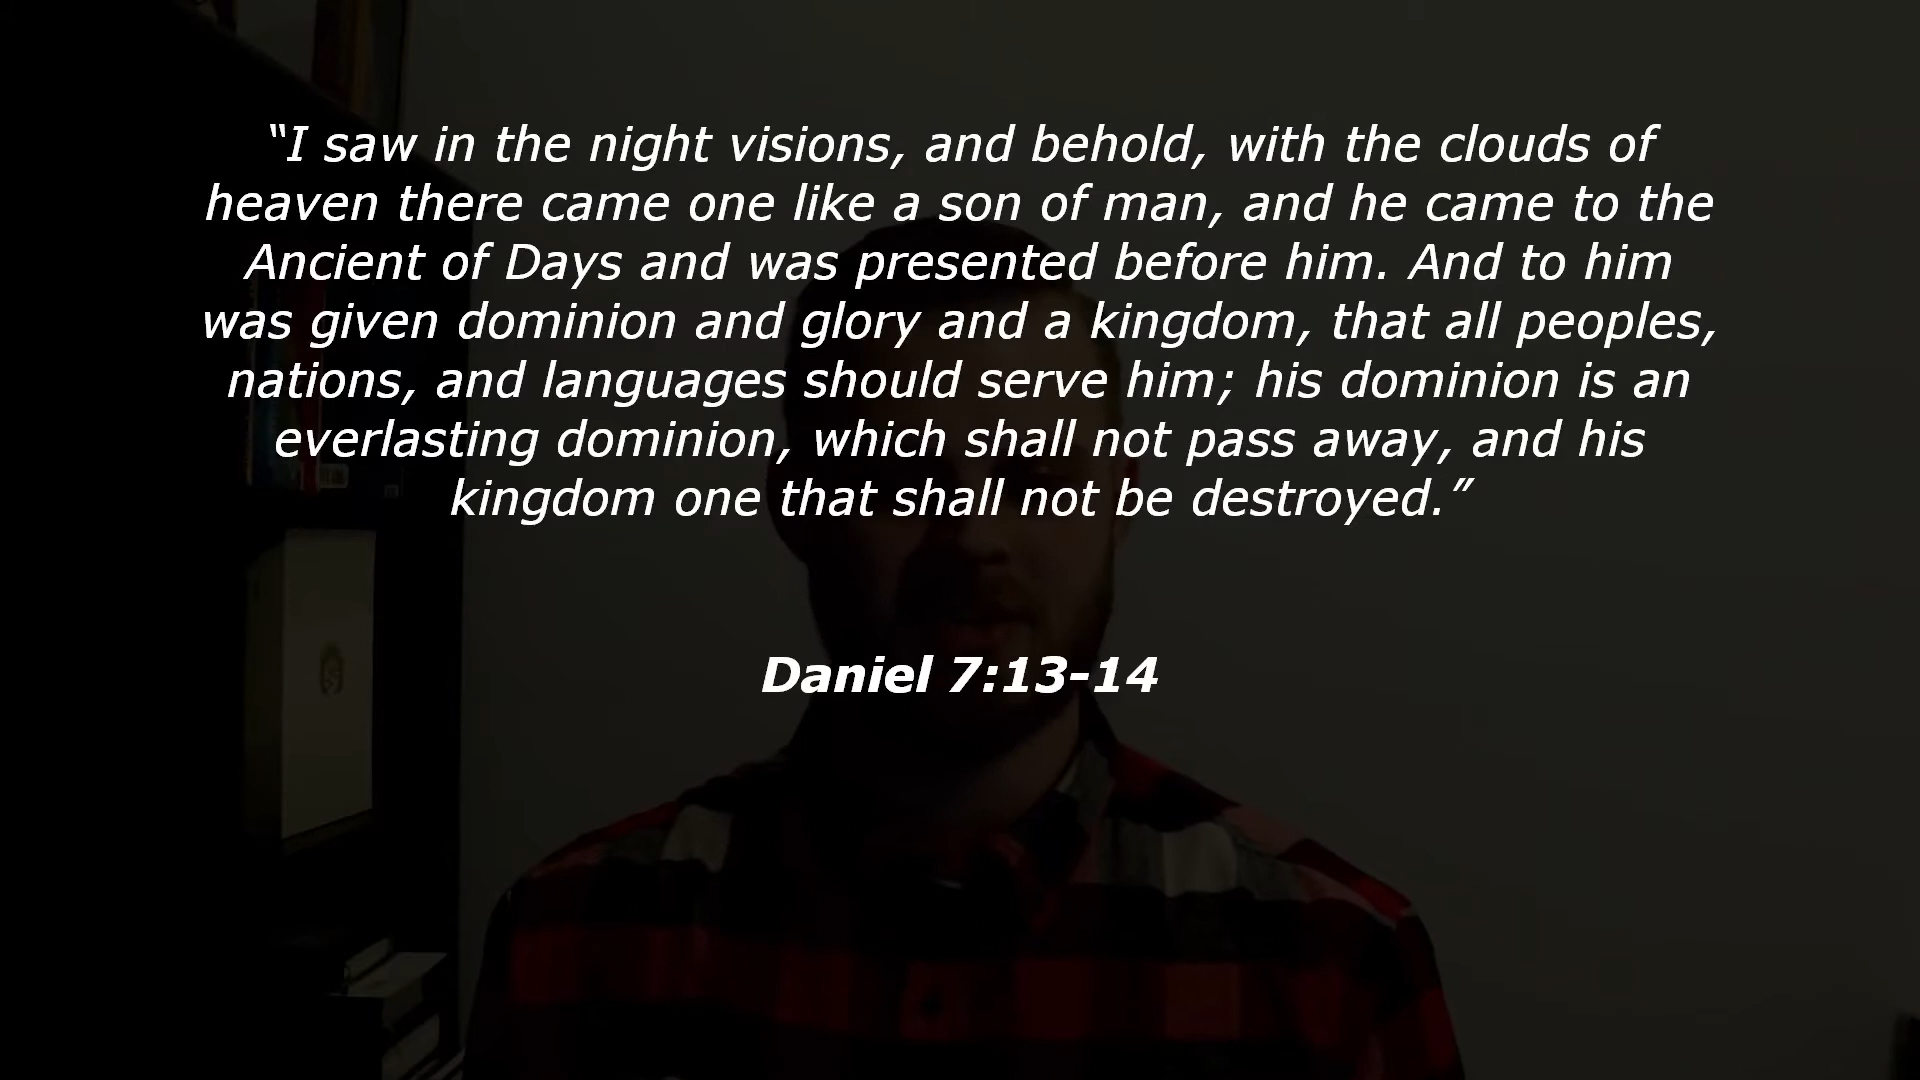 “I saw in the night visions, and behold, with the clouds of
heaven there came one like a son of man, and he came to the
Ancient of Days and was presented before him. And to him
was given dominion and glory and a kingdom, that all peoples,
nations, and languages should serve him; his dominion is an
everlasting dominion, which shall not pass away, and his
kingdom one that shall not be destroyed.”
Daniel 7:13-14